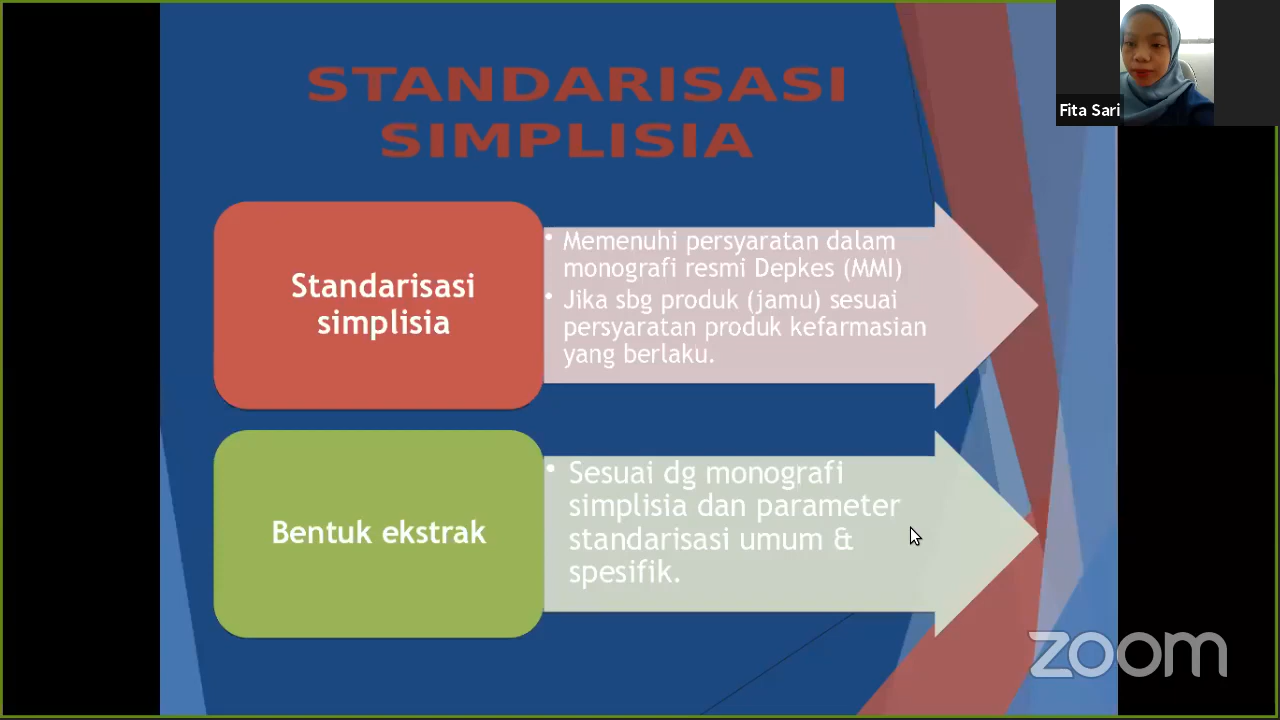 STANDARISASI
SIMPLISIA
Fita Sari
Standarisasi
simplisia
• Memenuhi persyaratan dalam
monografi resmi Depkes (MMI)
• Jika sbg produk (jamu) sesuai
persyaratan produk kefarmasian
yang berlaku.
Bentuk ekstrak
• Sesuai dg monografi
simplisia dan parameter
standarisasi umum &
spesifik.
zoom